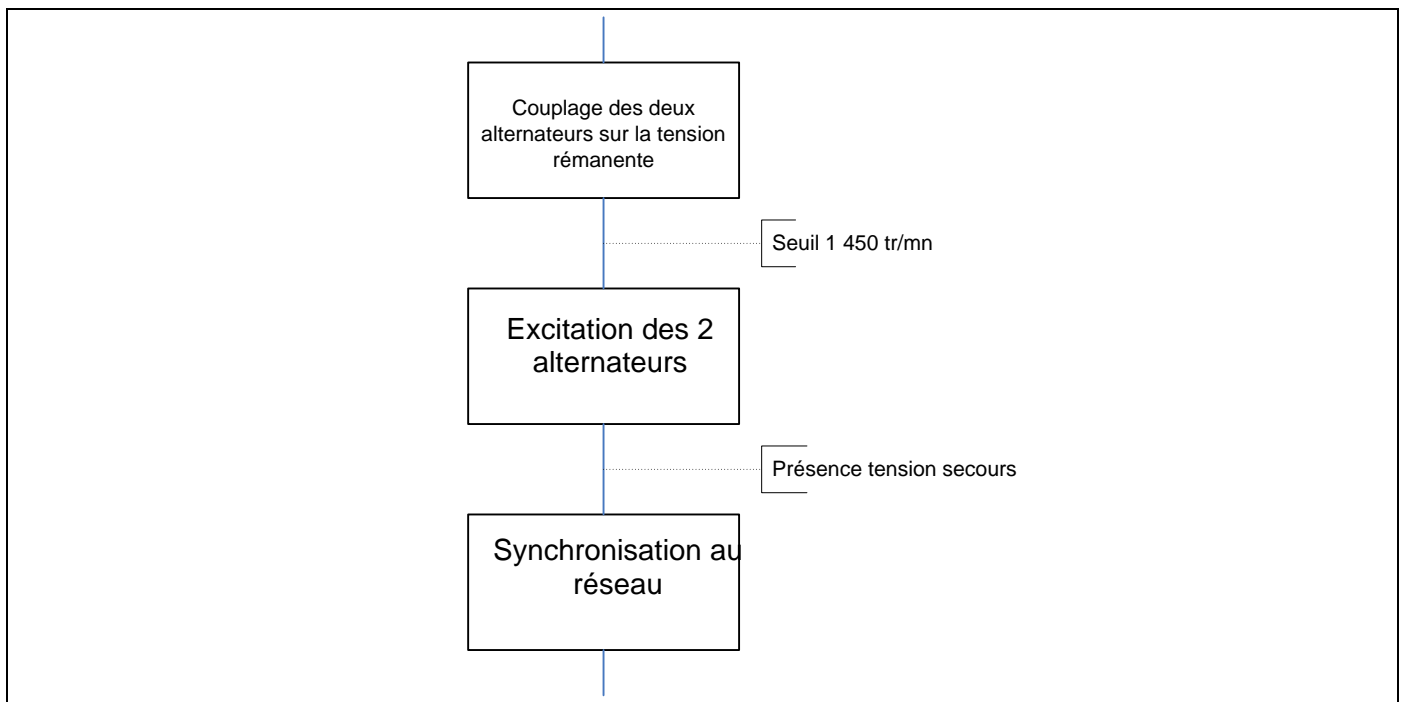 Couplage des deux
alternateurs sur la tension
rémanente
Seuil 1 450 tr/mn
Excitation des 2
alternateurs
Présence tension secours
Synchronisation au
réseau